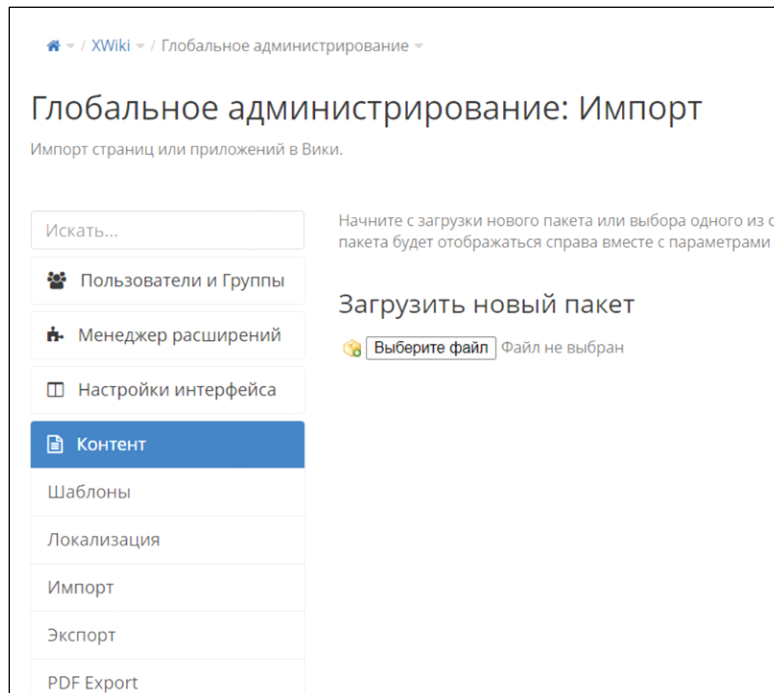 / XWiki / Глобальное администрирование
Глобальное администрирование: Импорт
Импорт страниц или приложений в Вики.
Искать...
Пользователи и Группы
Менеджер расширений
Настройки интерфейса
Контент
Шаблоны
Локализация
Импорт
Экспорт
PDF Export
Начните с загрузки нового пакета или выбора одного из
пакета будет отображаться справа вместе с параметрами
Загрузить новый пакет
Выберите файл Файл не выбран